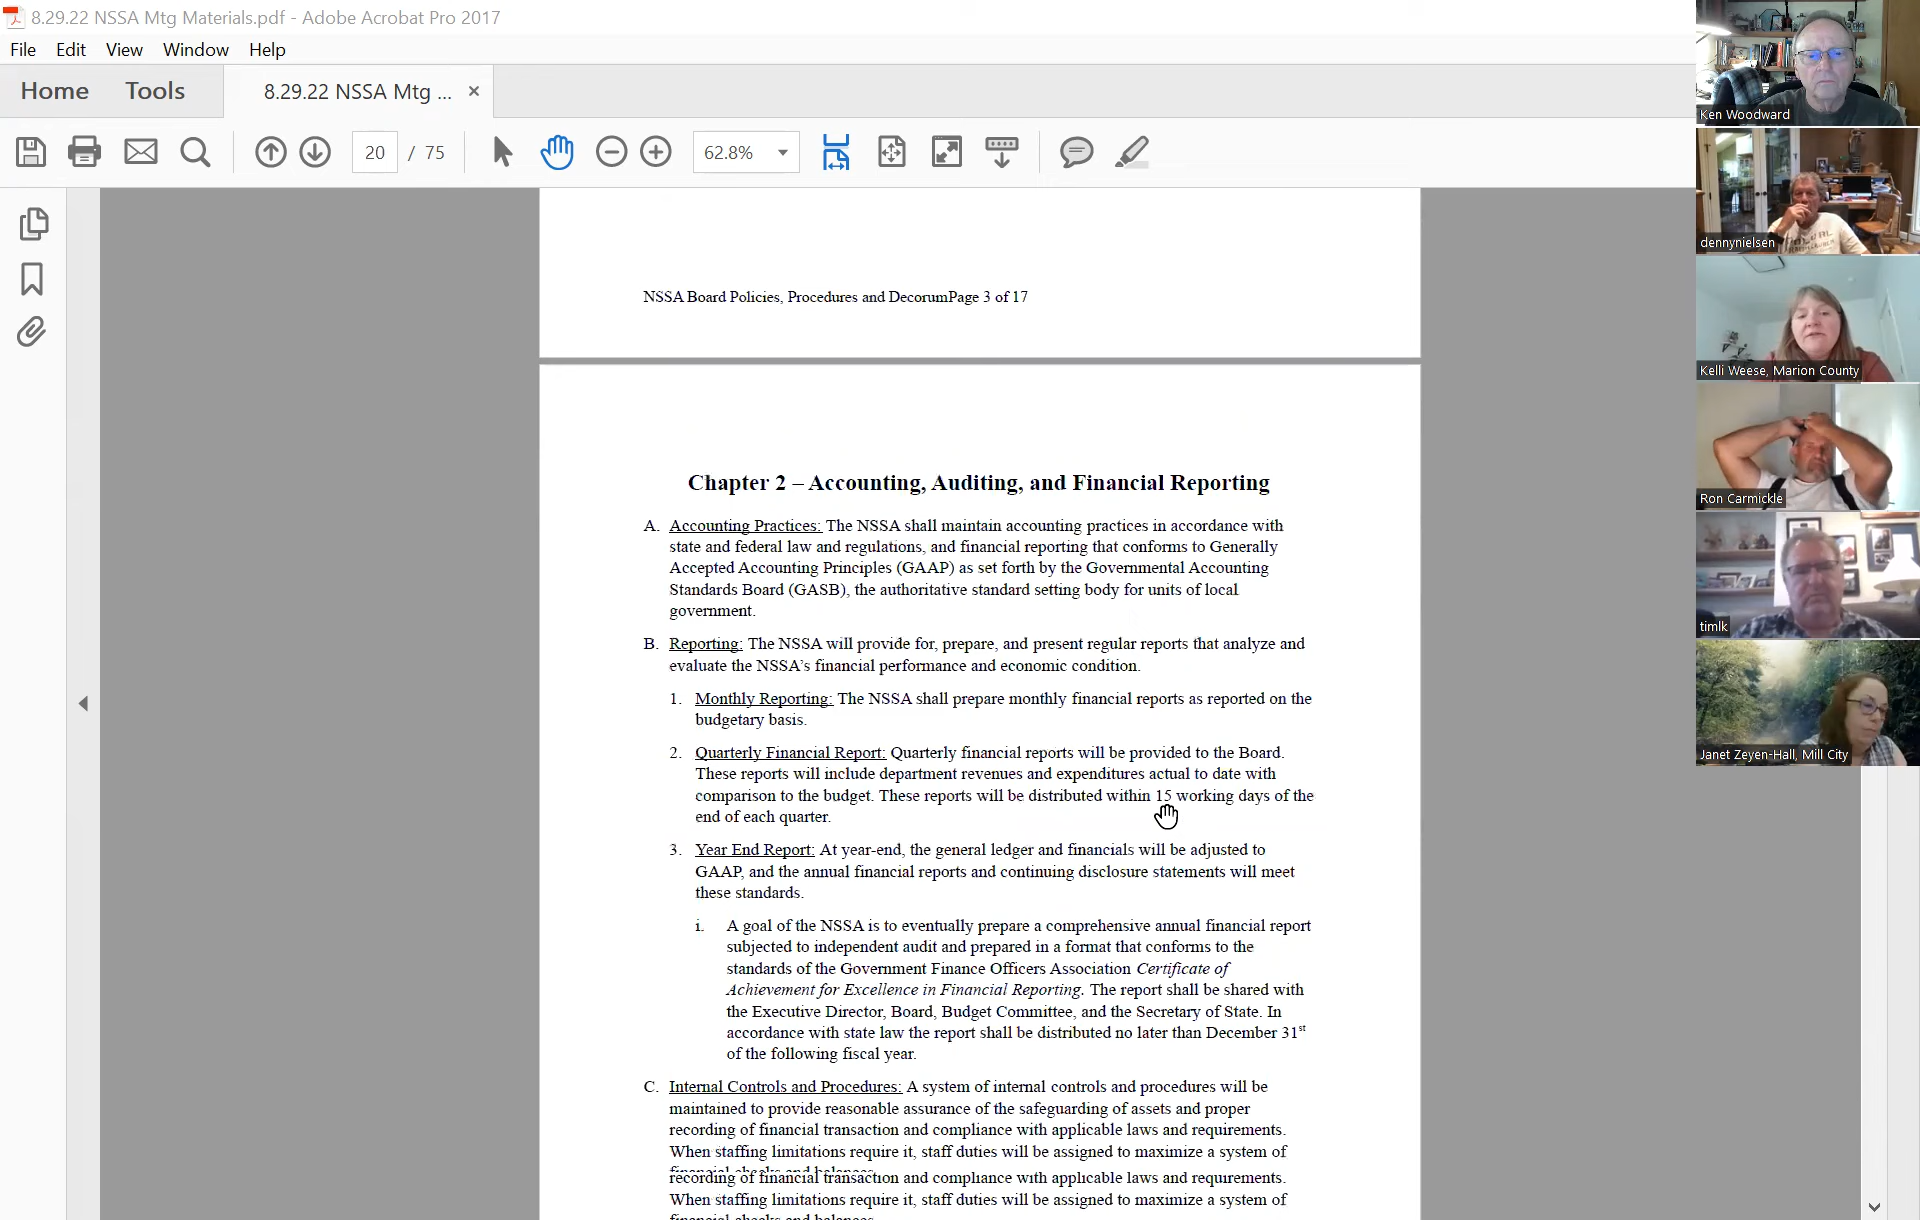 8.29.22 NSSA Mtg Materials.pdf - Adobe Acrobat Pro 2017
File Edit View Window Help
Home Tools 8.29.22 NSSA Mtg ... ×
20 / 75 62.8%
NSSA Board Policies, Procedures and DecorumPage 3 of 17
Chapter 2 – Accounting, Auditing, and Financial Reporting
A. Accounting Practices: The NSSA shall maintain accounting practices in accordance with
state and federal law and regulations, and financial reporting that conforms to Generally
Accepted Accounting Principles (GAAP) as set forth by the Governmental Accounting
Standards Board (GASB), the authoritative standard setting body for units of local
government.
B. Reporting: The NSSA will provide for, prepare, and present regular reports that analyze and
evaluate the NSSA’s financial performance and economic condition.
1. Monthly Reporting: The NSSA shall prepare monthly financial reports as reported on the
budgetary basis.
2. Quarterly Financial Report: Quarterly financial reports will be provided to the Board.
These reports will include department revenues and expenditures actual to date with
comparison to the budget. These reports will be distributed within 15 working days of the
end of each quarter.
3. Year End Report: At year-end, the general ledger and financials will be adjusted to
GAAP, and the annual financial reports and continuing disclosure statements will meet
these standards.
i. A goal of the NSSA is to eventually prepare a comprehensive annual financial report
subjected to independent audit and prepared in a format that conforms to the
standards of the Government Finance Officers Association Certificate of
Achievement for Excellence in Financial Reporting. The report shall be shared with
the Executive Director, Board, Budget Committee, and the Secretary of State. In
accordance with state law the report shall be distributed no later than December 31st
of the following fiscal year.
C. Internal Controls and Procedures: A system of internal controls and procedures will be
maintained to provide reasonable assurance of the safeguarding of assets and proper
recording of financial transaction and compliance with applicable laws and requirements.
When staffing limitations require it, staff duties will be assigned to maximize a system of
financial checks and balances.
recording of financial transaction and compliance with applicable laws and requirements.
When staffing limitations require it, staff duties will be assigned to maximize a system of
financial checks and balances.
Ken Woodward
dennynielsen
Kelli Weese, Marion County
Ron Carmickle
timlk
Janet Zeyen-Hall, Mill City